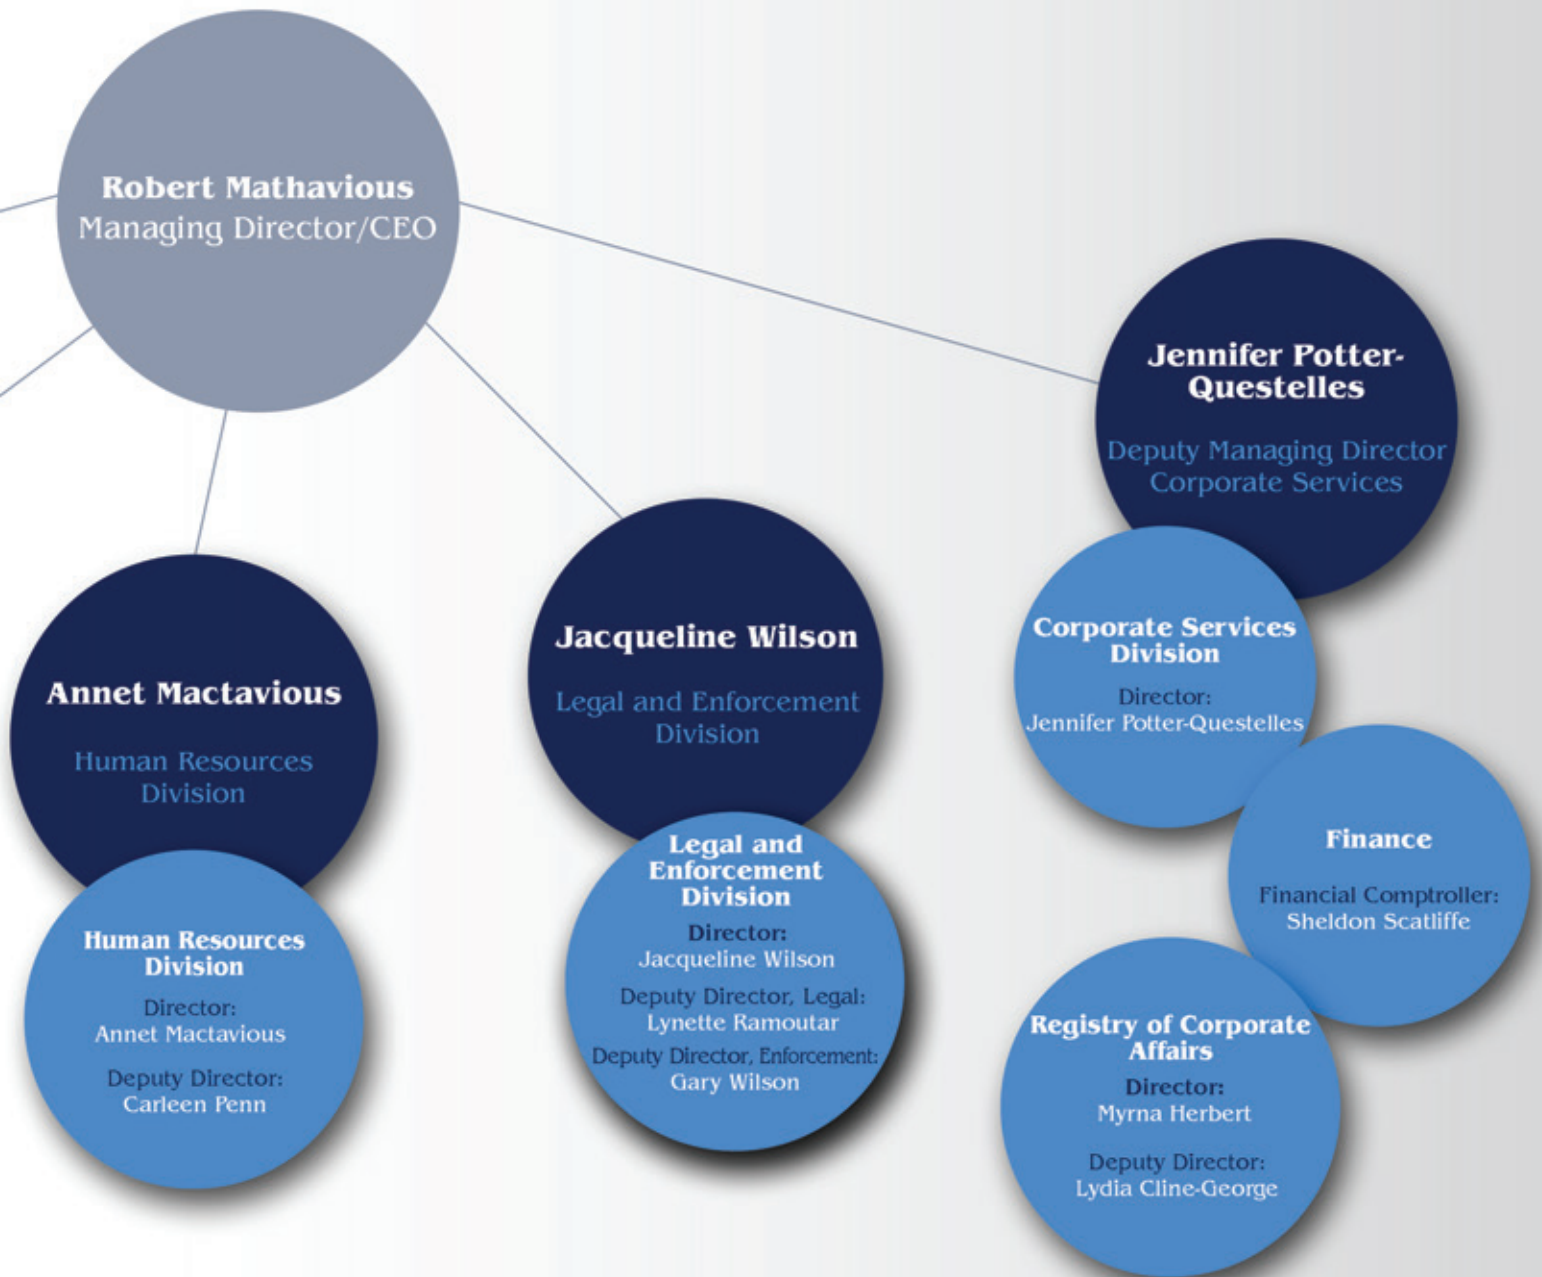 Robert Mathavious
Managing Director/CEO
Jennifer Potter-
Questelles
Deputy Managing Director
Corporate Services
Corporate Services
Division
Director:
Jennifer Potter-Questelles
Finance
Financial Comptroller:
Sheldon Scatliffe
Registry of Corporate
Affairs
Director:
Myrna Herbert
Deputy Director:
Lydia Cline-George
Jacqueline Wilson
Legal and Enforcement
Division
Legal and
Enforcement
Division
Director:
Jacqueline Wilson
Deputy Director, Legal:
Lynette Ramoutar
Deputy Director, Enforcement:
Gary Wilson
Annet Mactavious
Human Resources
Division
Human Resources
Division
Director:
Annet Mactavious
Deputy Director:
Carleen Penn